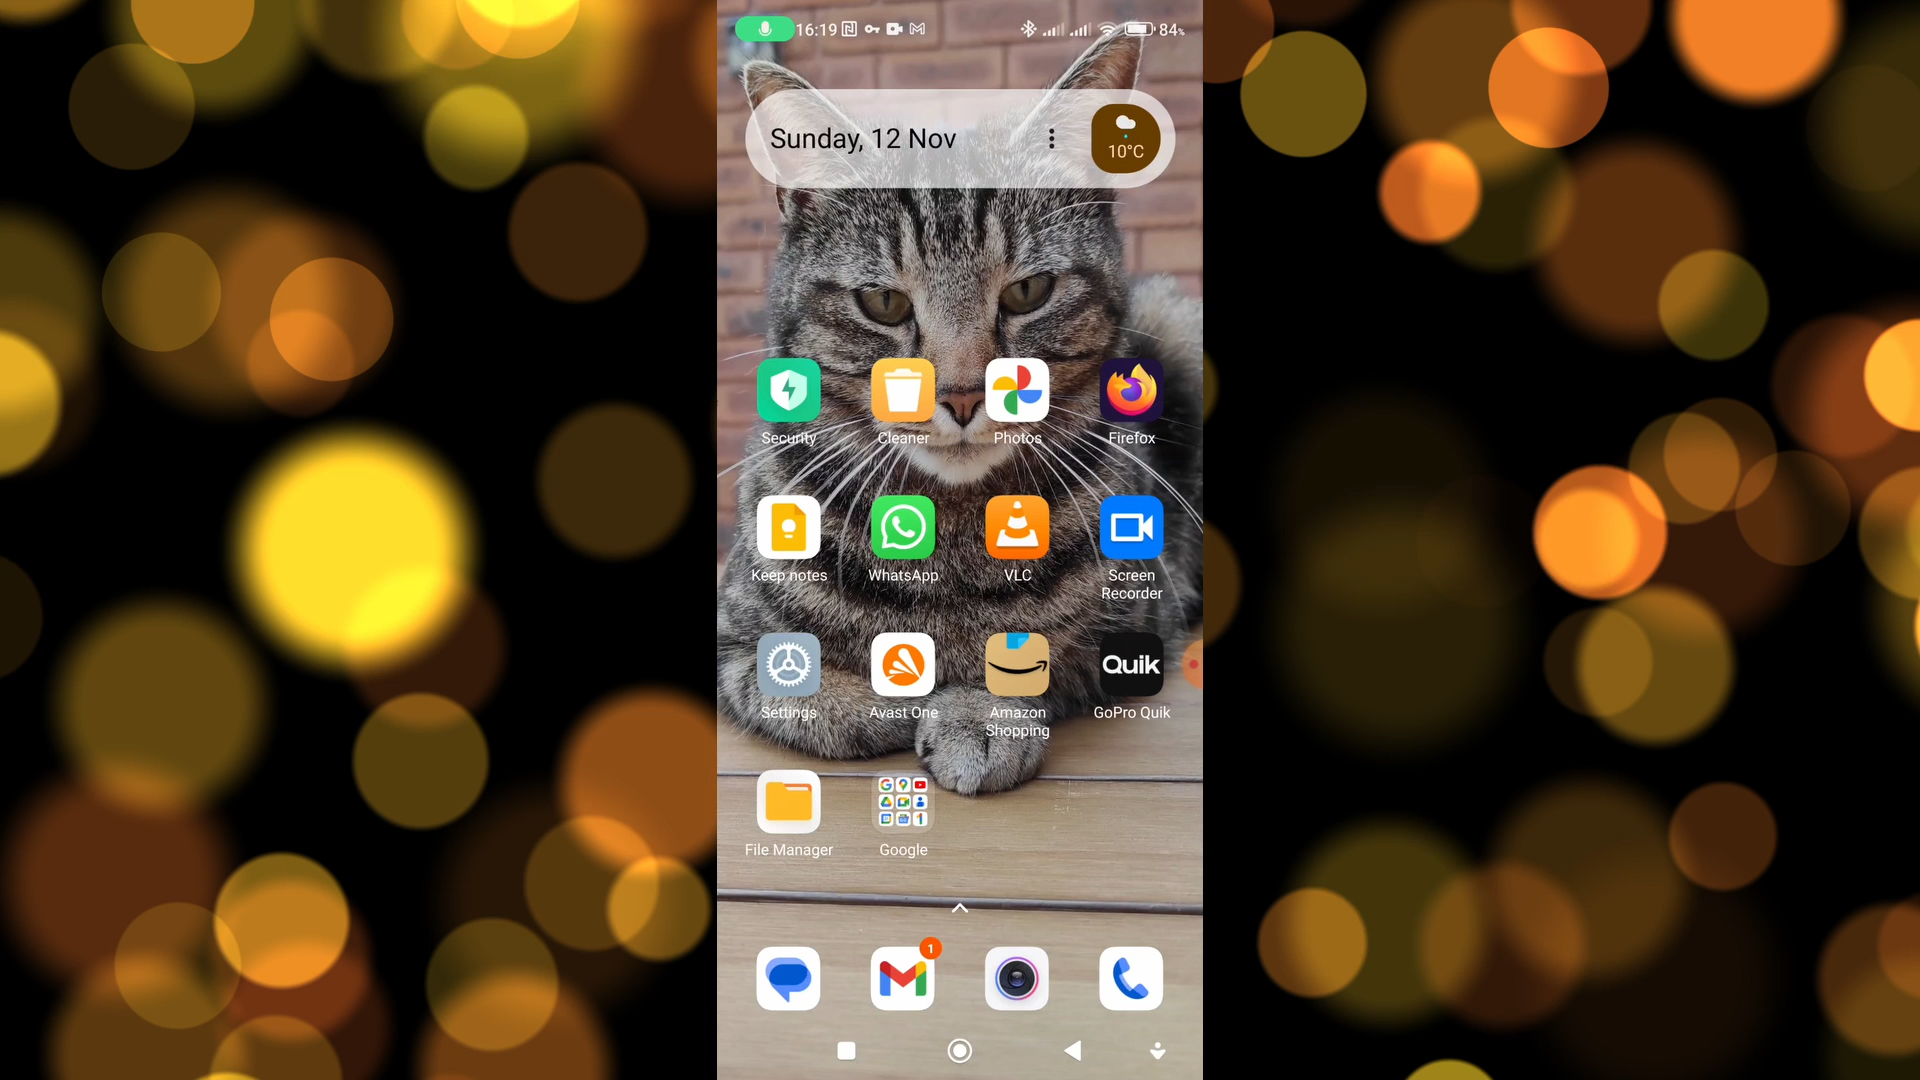 16:19
84%
Sunday, 12 Nov
10°C
Security
Cleaner
Photos
Firefox
Keep notes
WhatsApp
VLC
Screen
Recorder
Quik
Settings
Avast One
Amazon
Shopping
GoPro Quik
File Manager
Google
1